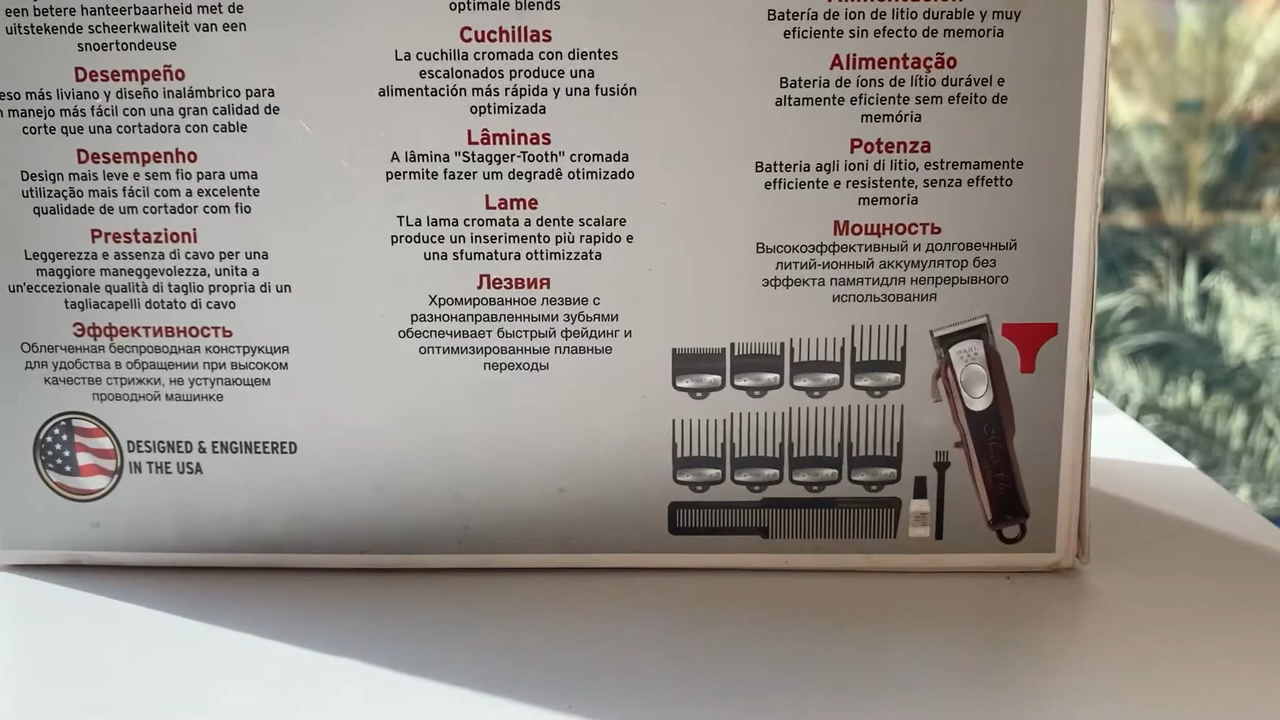 een betere hanteerbaarheid met de
uitstekende scheerkwaliteit van een
snoertondeuse
Desempeño
eso más liviano y diseño inalámbrico para
manejo más fácil con una gran calidad de
corte que una cortadora con cable
Desempenho
Design mais leve e sem fio para uma
utilização mais fácil com a excelente
qualidade de um cortador com fio
Prestazioni
Leggerezza e assenza di cavo per una
maggiore maneggevolezza, unita a
un'eccezionale qualità di taglio propria di un
tagliacapelli dotato di cavo
Эффективность
Облегченная беспроводная конструкция
для удобства в обращении при высоком
качестве стрижки, не уступающем
проводной машинке
DESIGNED & ENGINEERED
IN THE USA
optimale blends
Cuchillas
La cuchilla cromada con dientes
escalonados produce una
alimentación más rápida y una fusión
optimizada
Lâminas
A lâmina "Stagger-Tooth" cromada
permite fazer um degradê otimizado
Lame
TLa lama cromata a dente scalare
produce un inserimento più rapido e
una sfumatura ottimizzata
Лезвия
Хромированное лезвие с
разнонаправленными зубьями
обеспечивает быстрый фейдинг и
оптимизированные плавные
переходы
Alimentación
Batería de ion de litio durable y muy
eficiente sin efecto de memoria
Alimentação
Bateria de íons de lítio durável e
altamente eficiente sem efeito de
memória
Potenza
Batteria agli ioni di litio, estremamente
efficiente e resistente, senza effetto
memoria
Мощность
Высокоэффективный и долговечный
литий-ионный аккумулятор без
эффекта памятидля непрерывного
использования
WAHL